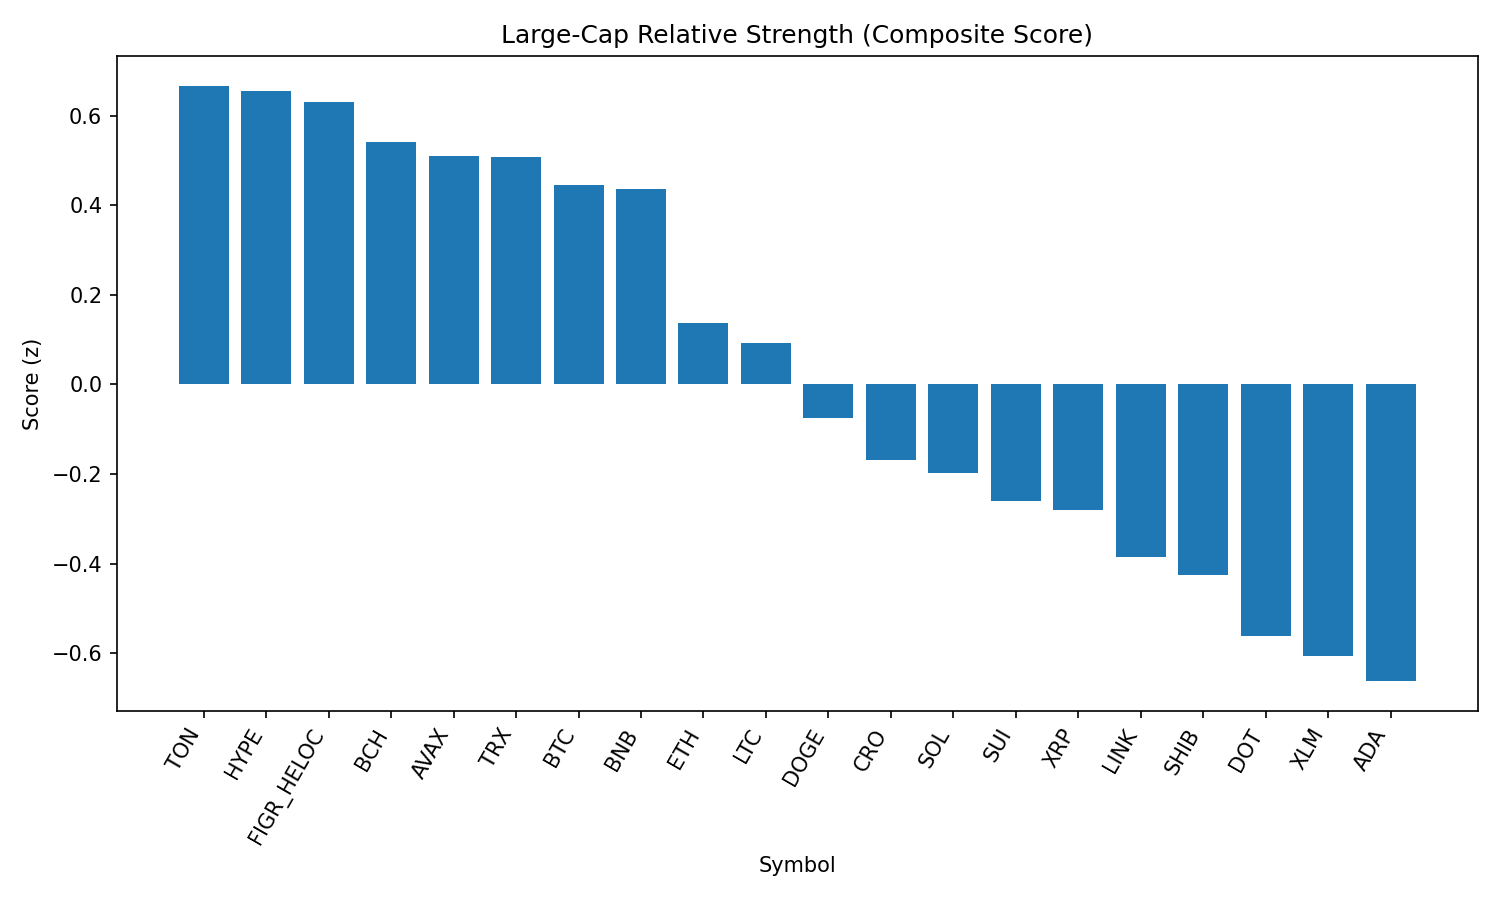 Large-Cap Relative Strength (Composite Score)
Score (z)
0.6
0.4
0.2
0.0
−0.2
−0.4
−0.6
TON
HYPE
FIGR_HELOC
BCH
AVAX
TRX
BTC
BNB
ETH
LTC
DOGE
CRO
SOL
SUI
XRP
LINK
SHIB
DOT
XLM
ADA
Symbol